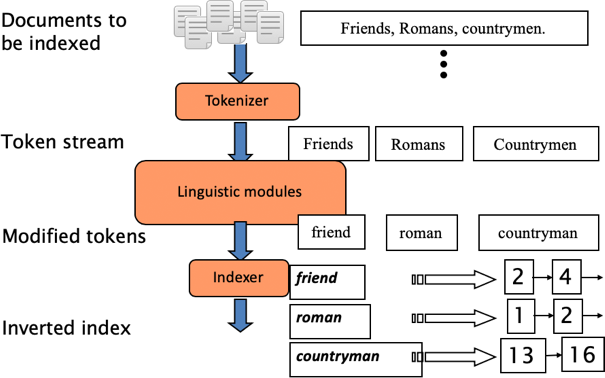 Documents to
be indexed
Friends, Romans, countrymen.
Tokenizer
Token stream
Friends Romans Countrymen
Linguistic modules
Modified tokens
friend roman countryman
Indexer
friend 2 4
Inverted index
roman 1 2
countryman 13 16